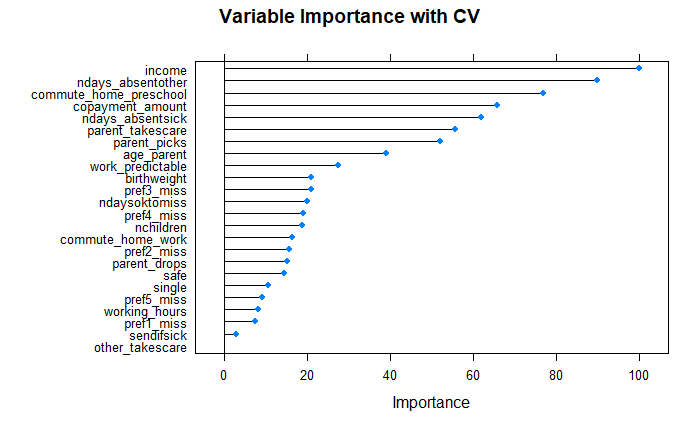 Variable Importance with CV
income
ndays_absentother
commute_home_preschool
copayment_amount
ndays_absentsick
parent_takescare
parent_picks
age_parent
work_predictable
birthweight
pref3_miss
ndaysoktomiss
pref4_miss
nchildren
commute_home_work
pref2_miss
parent_drops
safe
single
pref5_miss
working_hours
pref1_miss
sendifsick
other_takescare
0 20 40 60 80 100
Importance